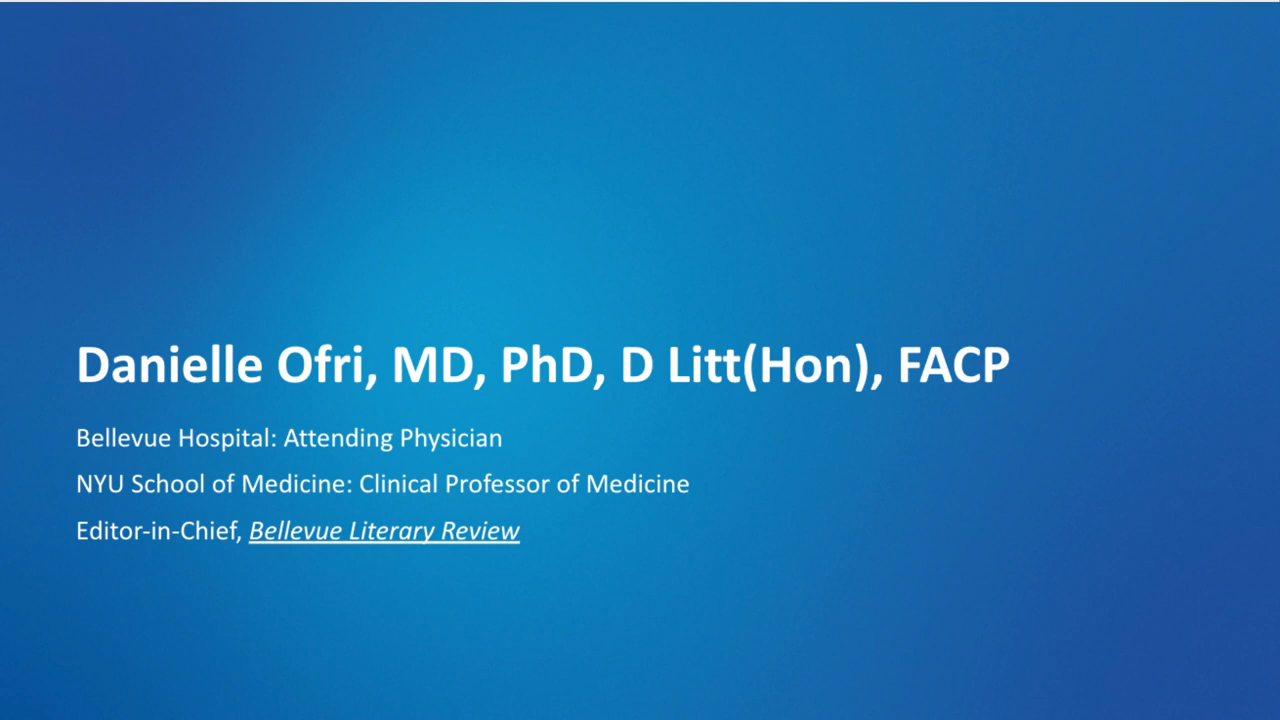 Danielle Ofri, MD, PhD, D Litt(Hon), FACP
Bellevue Hospital: Attending Physician
NYU School of Medicine: Clinical Professor of Medicine
Editor-in-Chief, Bellevue Literary Review